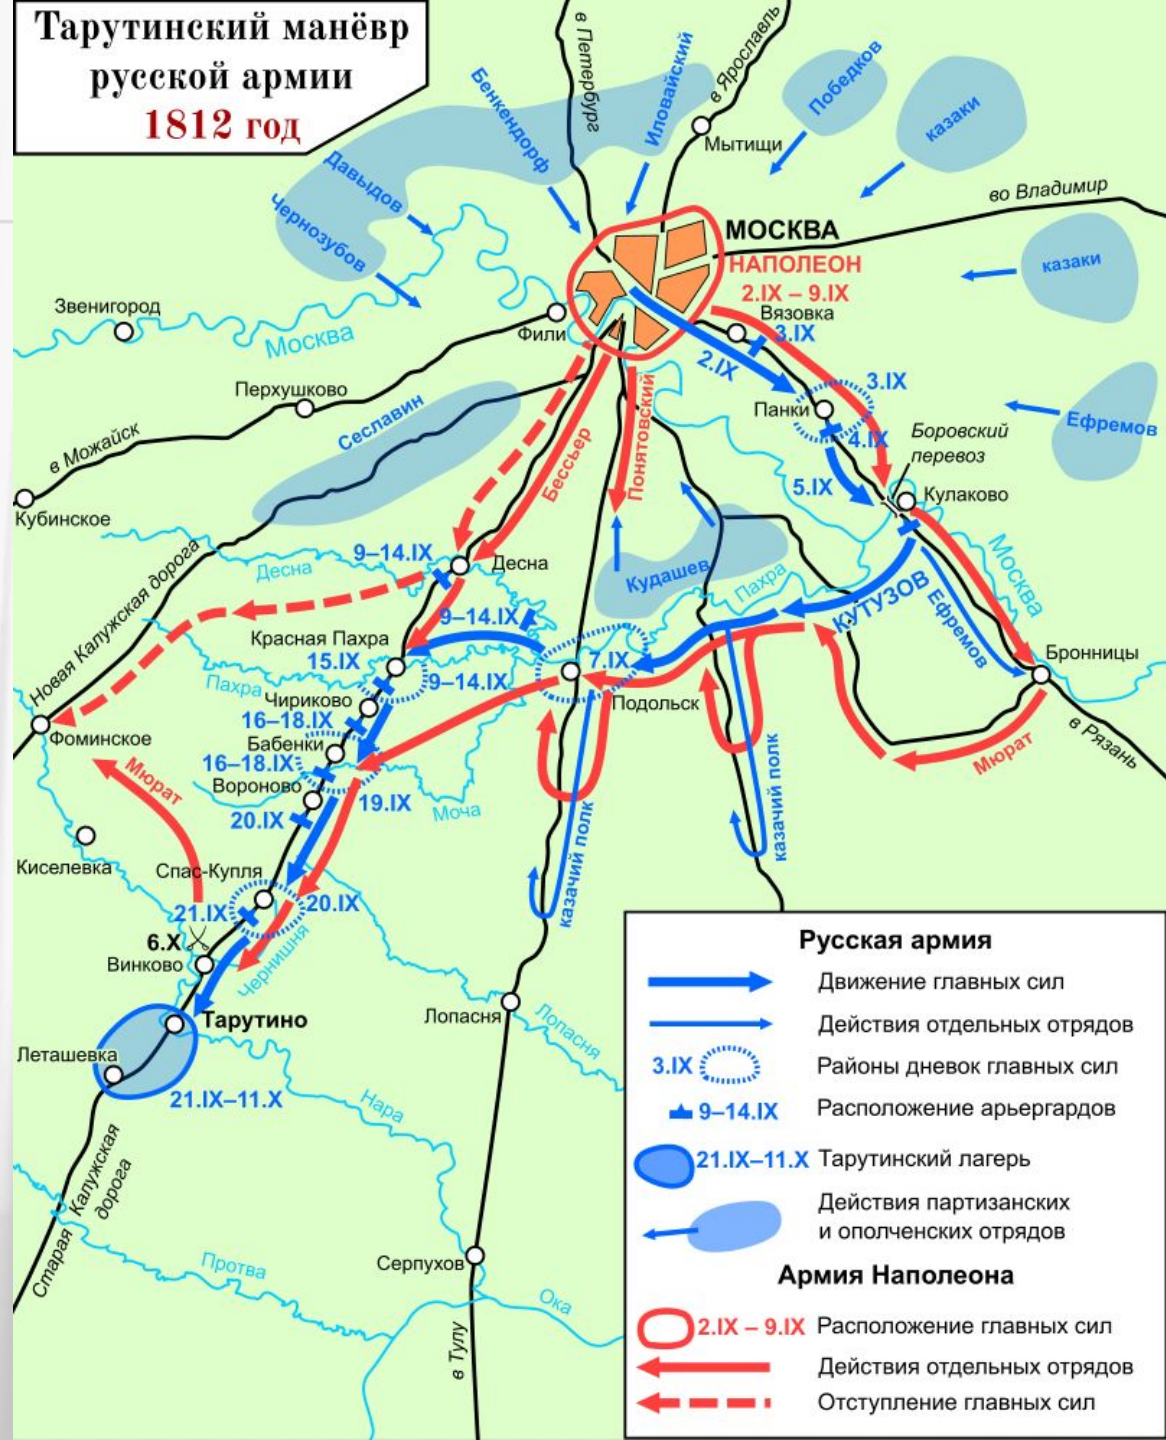 Тарутинский манёвр
русской армии
1812 год
в Петербург
в Ярославль
Бенкендорф
Иловайский
Победков
казаки
Мытищи
Давыдов
Чернозубов
во Владимир
МОСКВА
НАПОЛЕОН
2.IX – 9.IX
казаки
Звенигород
Москва
Фили
Вязовка
3.IX
2.IX
3.IX
Перхушково
Сеславин
Панки
4.IX
Ефремов
в Можайск
Бессьер
Понятовский
Боровский
перевоз
5.IX
Кулаково
Кубинское
9–14.IX
Десна
Десна
Кудашев
Пахра
Москва
Новая Калужская дорога
9–14.IX
КУТУЗОВ
Ефремов
Красная Пахра
15.IX
9–14.IX
7.IX
Бронницы
Пахра
Чириково
Подольск
16–18.IX
Фоминское
Бабенки
16–18.IX
Мюрат
в Рязань
Мюрат
Вороново
19.IX
Моча
20.IX
казачий полк
казачий полк
Киселевка
Спас-Купля
21.IX
20.IX
6.X
Винково
Чернишня
Тарутино
Лопасня
Лопасня
Леташевка
21.IX–11.X
Нара
Старая Калужская
дорога
Протва
Серпухов
Ока
в Тулу
Русская армия
Движение главных сил
Действия отдельных отрядов
3.IX Районы дневок главных сил
9–14.IX Расположение арьергардов
21.IX–11.X Тарутинский лагерь
Действия партизанских
и ополченских отрядов
Армия Наполеона
2.IX – 9.IX Расположение главных сил
Действия отдельных отрядов
Отступление главных сил